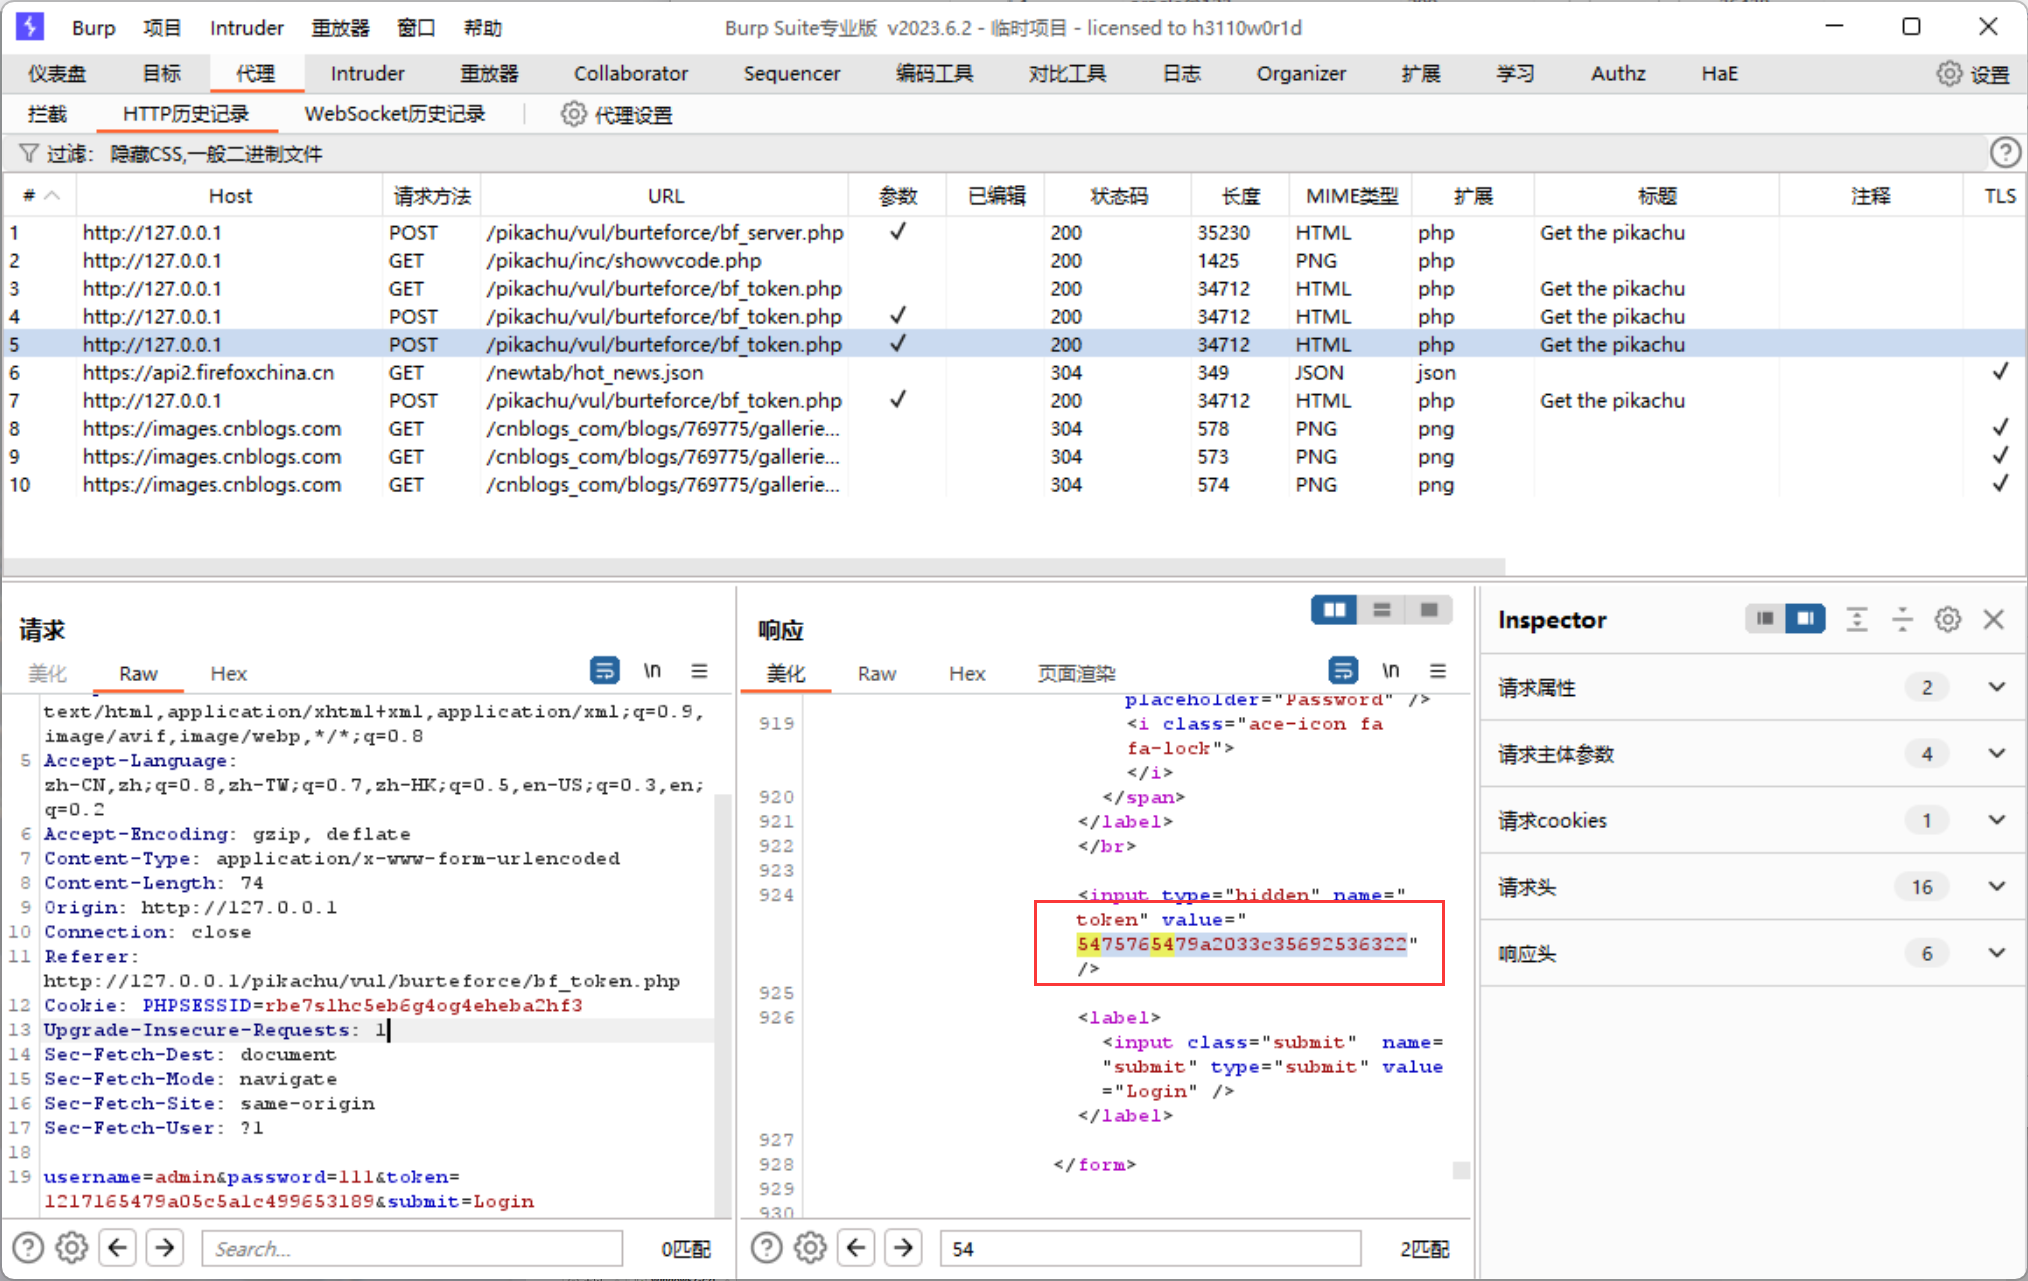 Burp 项目 Intruder 重放器 窗口 帮助 Burp Suite专业版 v2023.6.2 - 临时项目 - licensed to h3110w0r1d
仪表盘 目标 代理 Intruder 重放器 Collaborator Sequencer 编码工具 对比工具 日志 Organizer 扩展 学习 Authz HaE 设置
拦截 HTTP历史记录 WebSocket历史记录 代理设置
过滤: 隐藏CSS,一般二进制文件
# Host 请求方法 URL 参数 已编辑 状态码 长度 MIME类型 扩展 标题 注释 TLS
1 http://127.0.0.1 POST /pikachu/vul/burteforce/bf_server.php ✓ 200 35230 HTML php Get the pikachu
2 http://127.0.0.1 GET /pikachu/inc/showvcode.php 200 1425 PNG php
3 http://127.0.0.1 GET /pikachu/vul/burteforce/bf_token.php 200 34712 HTML php Get the pikachu
4 http://127.0.0.1 POST /pikachu/vul/burteforce/bf_token.php ✓ 200 34712 HTML php Get the pikachu
5 http://127.0.0.1 POST /pikachu/vul/burteforce/bf_token.php ✓ 200 34712 HTML php Get the pikachu
6 https://api2.firefoxchina.cn GET /newtab/hot_news.json 304 349 JSON json ✓
7 http://127.0.0.1 POST /pikachu/vul/burteforce/bf_token.php ✓ 200 34712 HTML php Get the pikachu
8 https://images.cnblogs.com GET /cnblogs_com/blogs/769775/gallerie... 304 578 PNG png ✓
9 https://images.cnblogs.com GET /cnblogs_com/blogs/769775/gallerie... 304 573 PNG png ✓
10 https://images.cnblogs.com GET /cnblogs_com/blogs/769775/gallerie... 304 574 PNG png ✓
请求
美化 Raw Hex \n
text/html,application/xhtml+xml,application/xml;q=0.9,
image/avif,image/webp,*/*;q=0.8
5 Accept-Language:
zh-CN,zh;q=0.8,zh-TW;q=0.7,zh-HK;q=0.5,en-US;q=0.3,en;
q=0.2
6 Accept-Encoding: gzip, deflate
7 Content-Type: application/x-www-form-urlencoded
8 Content-Length: 74
9 Origin: http://127.0.0.1
10 Connection: close
11 Referer:
http://127.0.0.1/pikachu/vul/burteforce/bf_token.php
12 Cookie: PHPSESSID=rbe7slhc5eb6g4og4eheba2hf3
13 Upgrade-Insecure-Requests: 1
14 Sec-Fetch-Dest: document
15 Sec-Fetch-Mode: navigate
16 Sec-Fetch-Site: same-origin
17 Sec-Fetch-User: ?1
18
19 username=admin&password=111&token=
1217165479a05c5a1c499653189&submit=Login
Search... 0匹配
响应
美化 Raw Hex 页面渲染 \n
placeholder="Password" />
919 <i class="ace-icon fa
fa-lock">
</i>
920 </span>
921 </label>
922 </br>
923
924 <input type="hidden" name="
token" value="
5475765479a2033c35692536322"
/>
925
926 <label>
<input class="submit" name=
"submit" type="submit" value
="Login" />
</label>
927
928 </form>
929
930
54 2匹配
Inspector
请求属性 2
请求主体参数 4
请求cookies 1
请求头 16
响应头 6